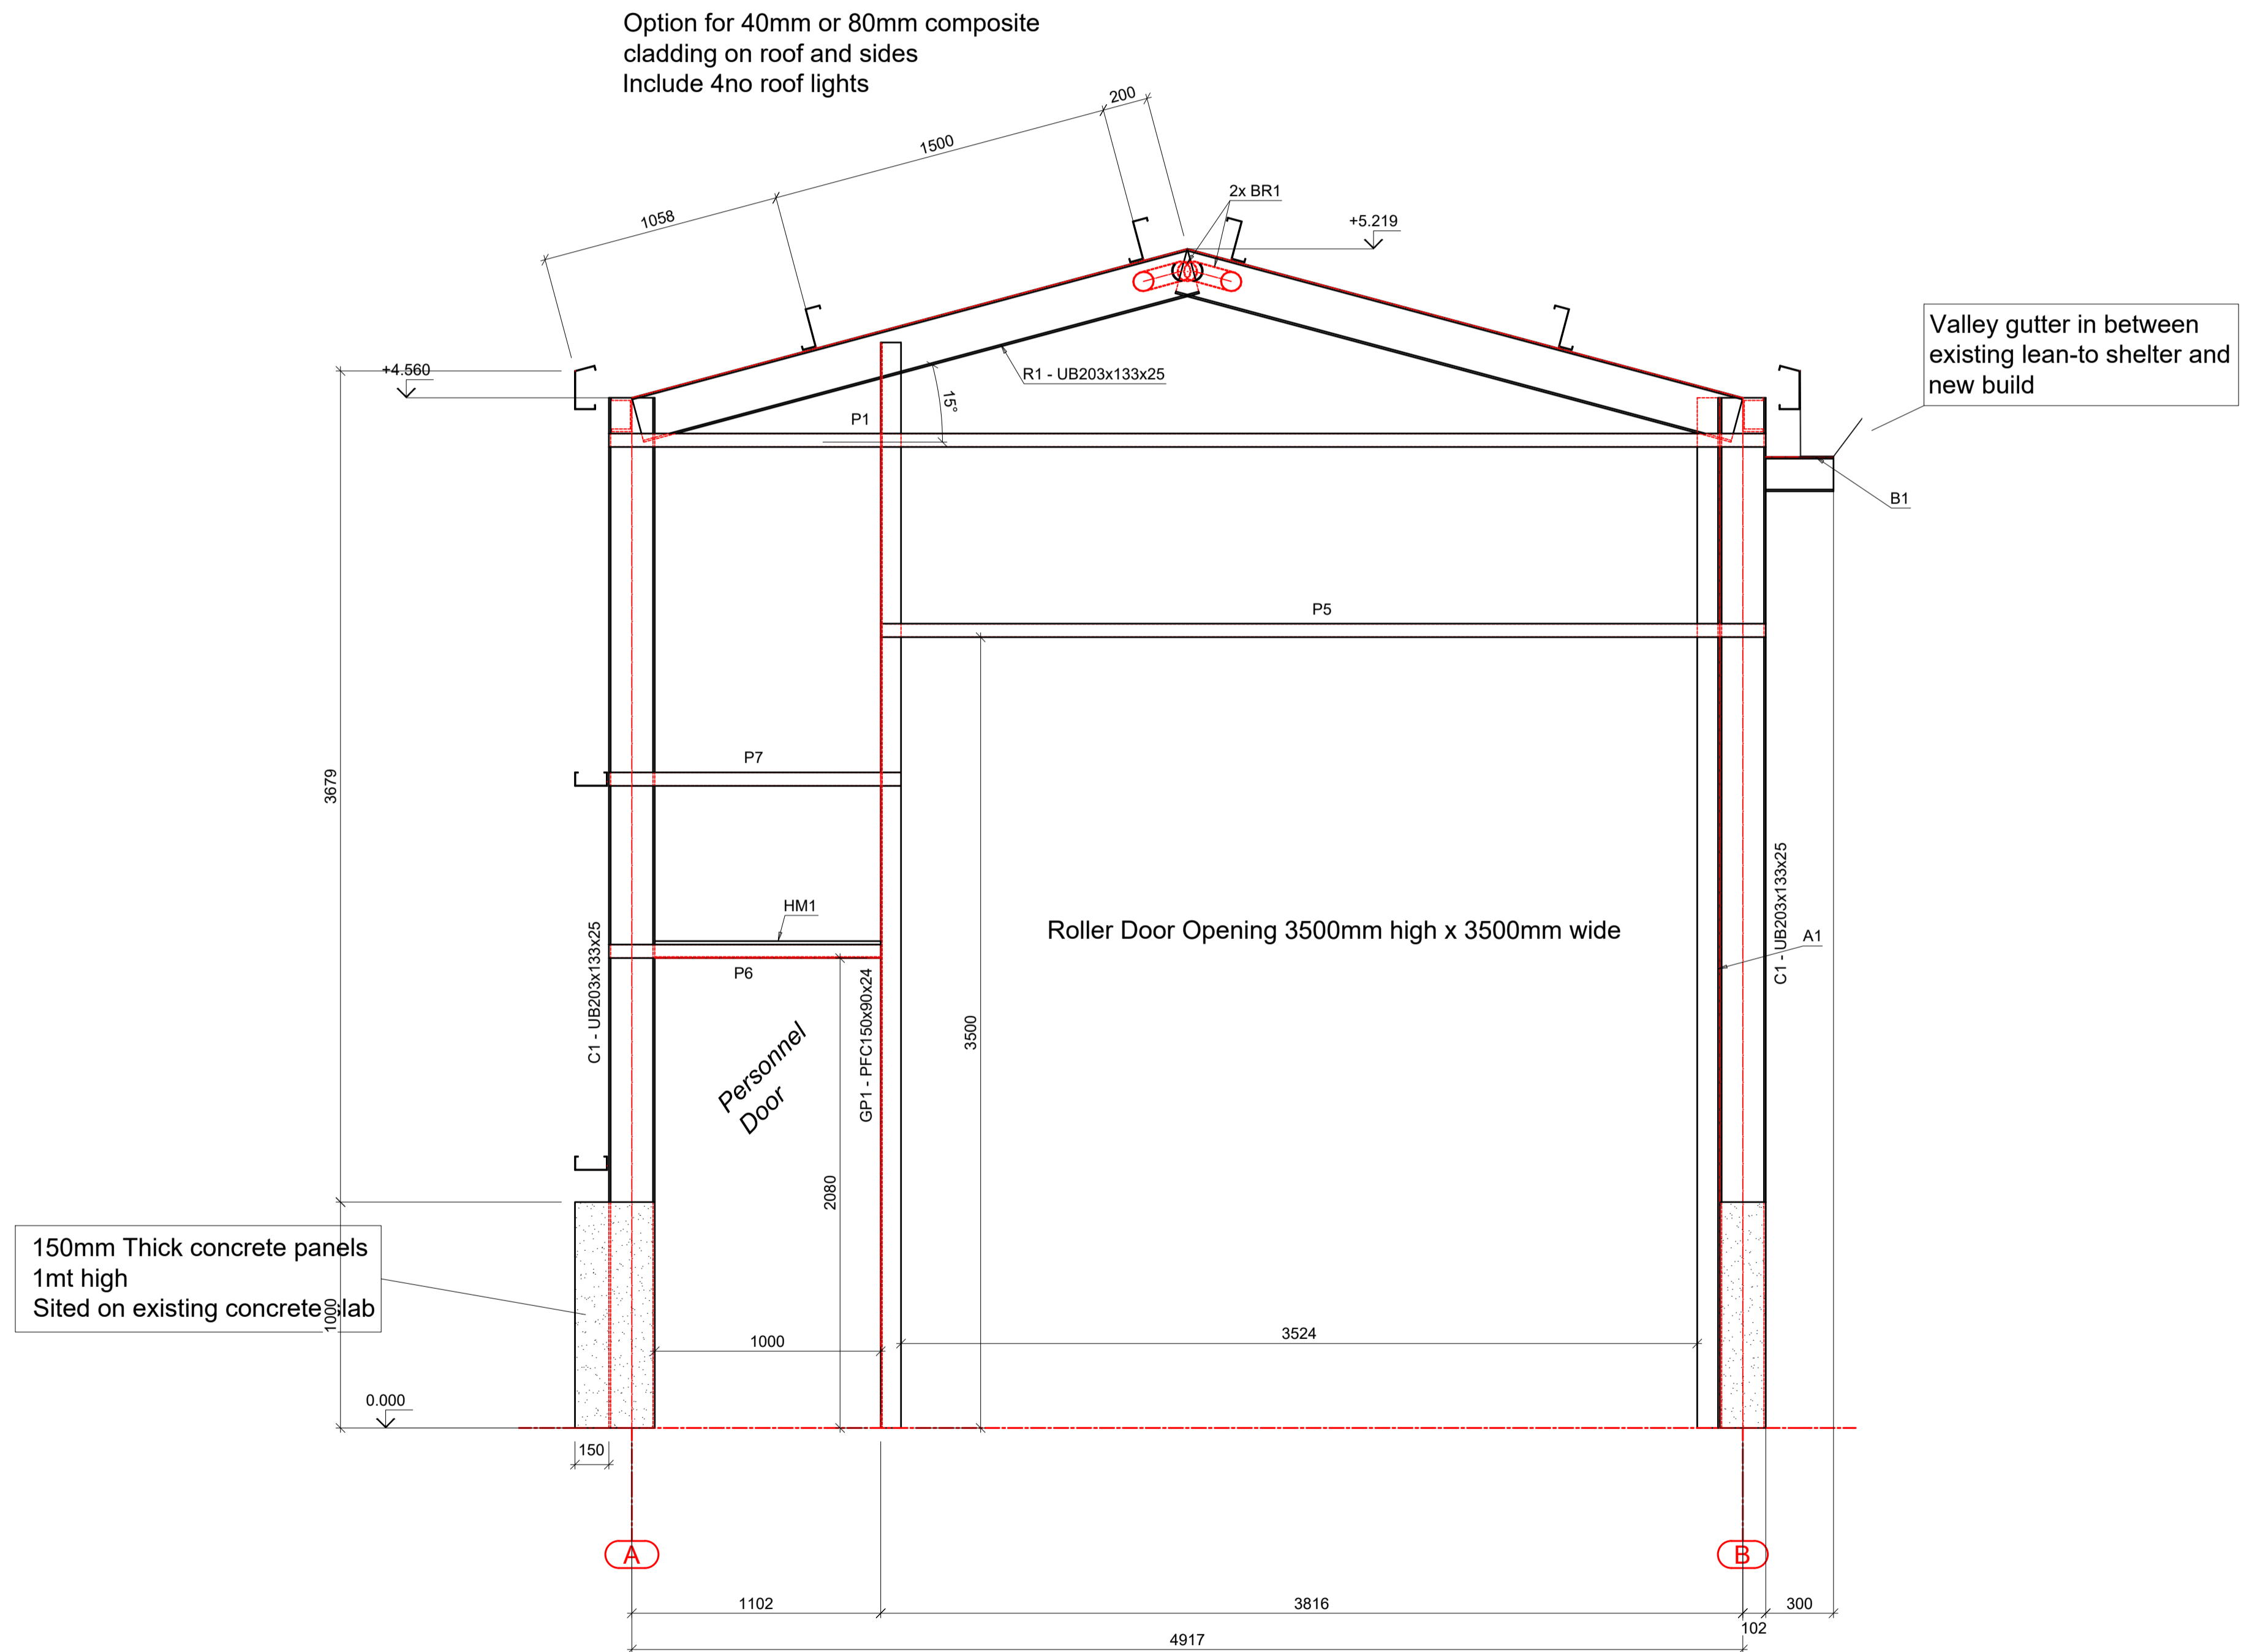 Option for 40mm or 80mm composite
cladding on roof and sides
Include 4no roof lights
200
1500
1058
2x BR1
+5.219
Valley gutter in between
existing lean-to shelter and
new build
+4.560
R1 - UB203x133x25
15°
P1
B1
P5
P7
3679
HM1
Roller Door Opening 3500mm high x 3500mm wide
C1 - UB203x133x25
A1
C1 - UB203x133x25
P6
GP1 - PFC150x90x24
3500
Personnel
Door
2080
150mm Thick concrete panels
1mt high
Sited on existing concrete slab
1000
1000
3524
0.000
150
A
B
1102
3816
300
102
4917